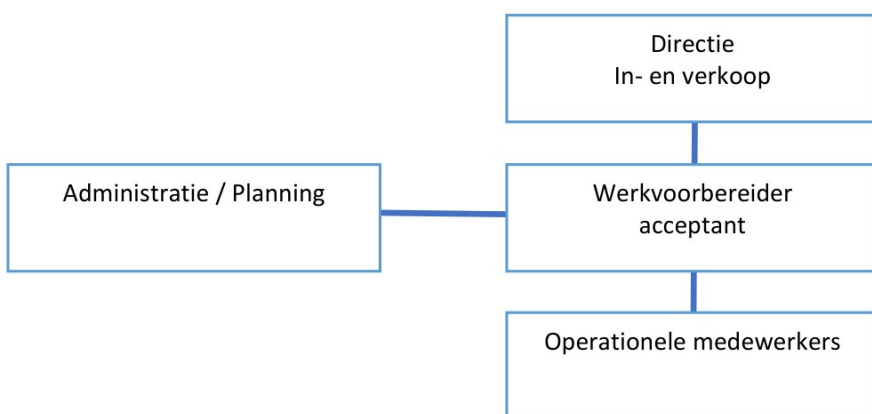 Directie
In- en verkoop
Administratie / Planning
Werkvoorbereider
acceptant
Operationele medewerkers